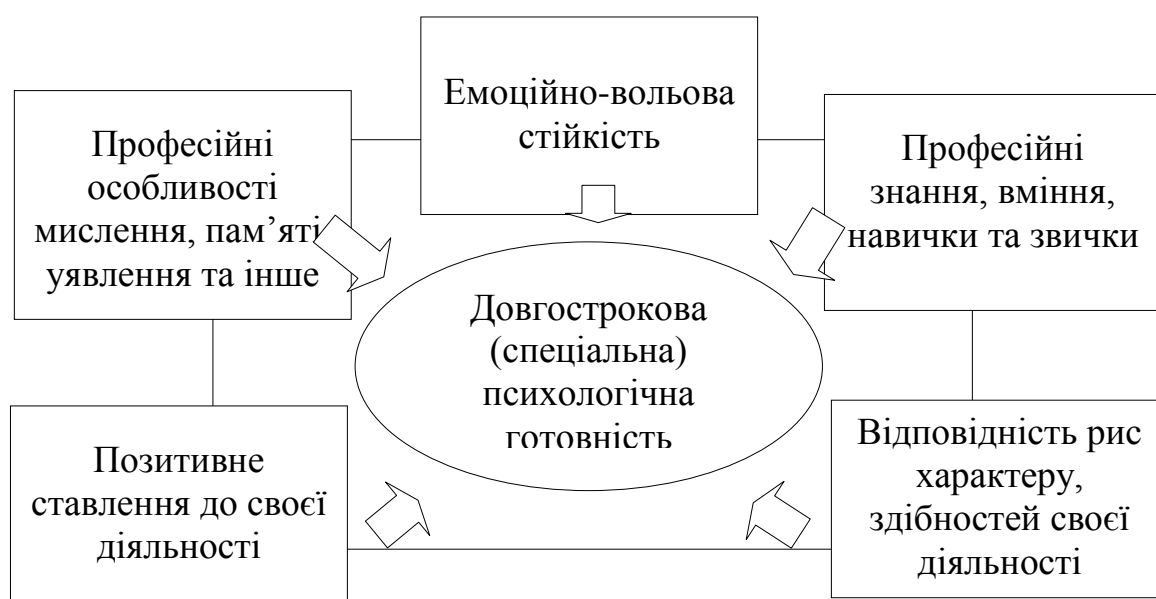 Емоційно-вольова
стійкість
Професійні
особливості
мислення, пам’яті
уявлення та інше
Професійні
знання, вміння,
навички та звички
Довгострокова
(спеціальна)
психологічна
готовність
Позитивне
ставлення до своєї
діяльності
Відповідність рис
характеру,
здібностей своєї
діяльності